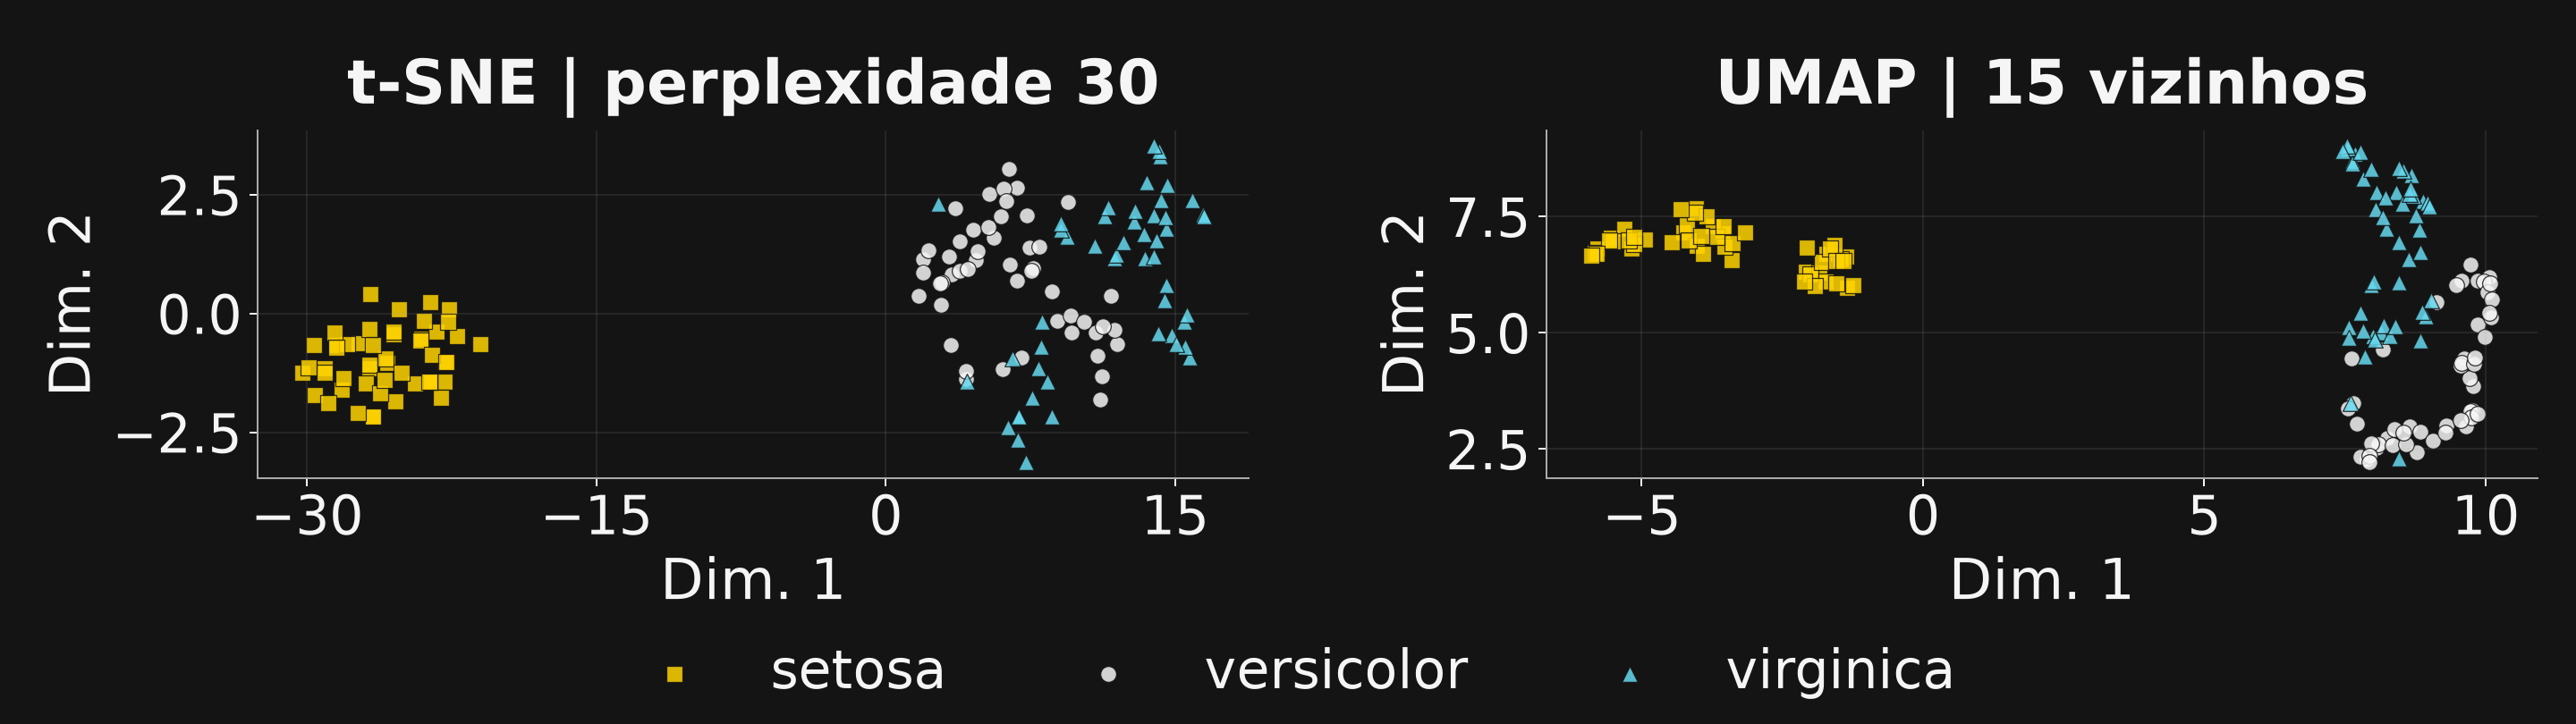 t-SNE | perplexidade 30
UMAP | 15 vizinhos
Dim. 2
2.5
0.0
−2.5
−30
−15
0
15
Dim. 1
Dim. 2
7.5
5.0
2.5
−5
0
5
10
Dim. 1
setosa
versicolor
virginica